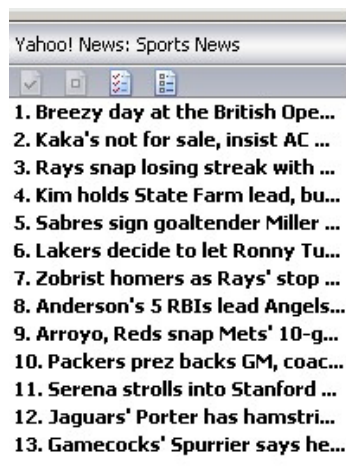 Yahoo! News: Sports News
1. Breezy day at the British Ope...
2. Kaka's not for sale, insist AC ...
3. Rays snap losing streak with ...
4. Kim holds State Farm lead, bu...
5. Sabres sign goaltender Miller ...
6. Lakers decide to let Ronny Tu...
7. Zobrist homers as Rays' stop ...
8. Anderson's 5 RBIs lead Angels...
9. Arroyo, Reds snap Mets' 10-g...
10. Packers prez backs GM, coac...
11. Serena strolls into Stanford ...
12. Jaguars' Porter has hamstri...
13. Gamecocks' Spurrier says he...